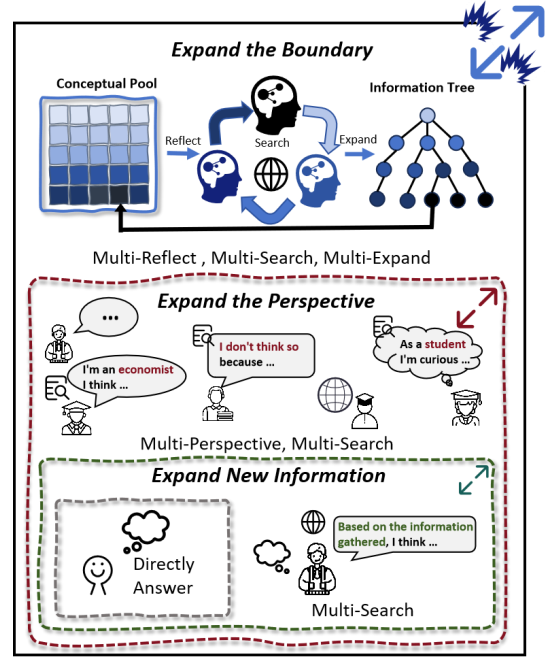 Expand the Boundary
Conceptual Pool
Information Tree
Reflect
Search
Expand
Multi-Reflect , Multi-Search, Multi-Expand
Expand the Perspective
...
I'm an economist
I think ...
I don't think so
because ...
As a student
I'm curious ...
Multi-Perspective, Multi-Search
Expand New Information
Directly
Answer
Based on the information
gathered, I think ...
Multi-Search